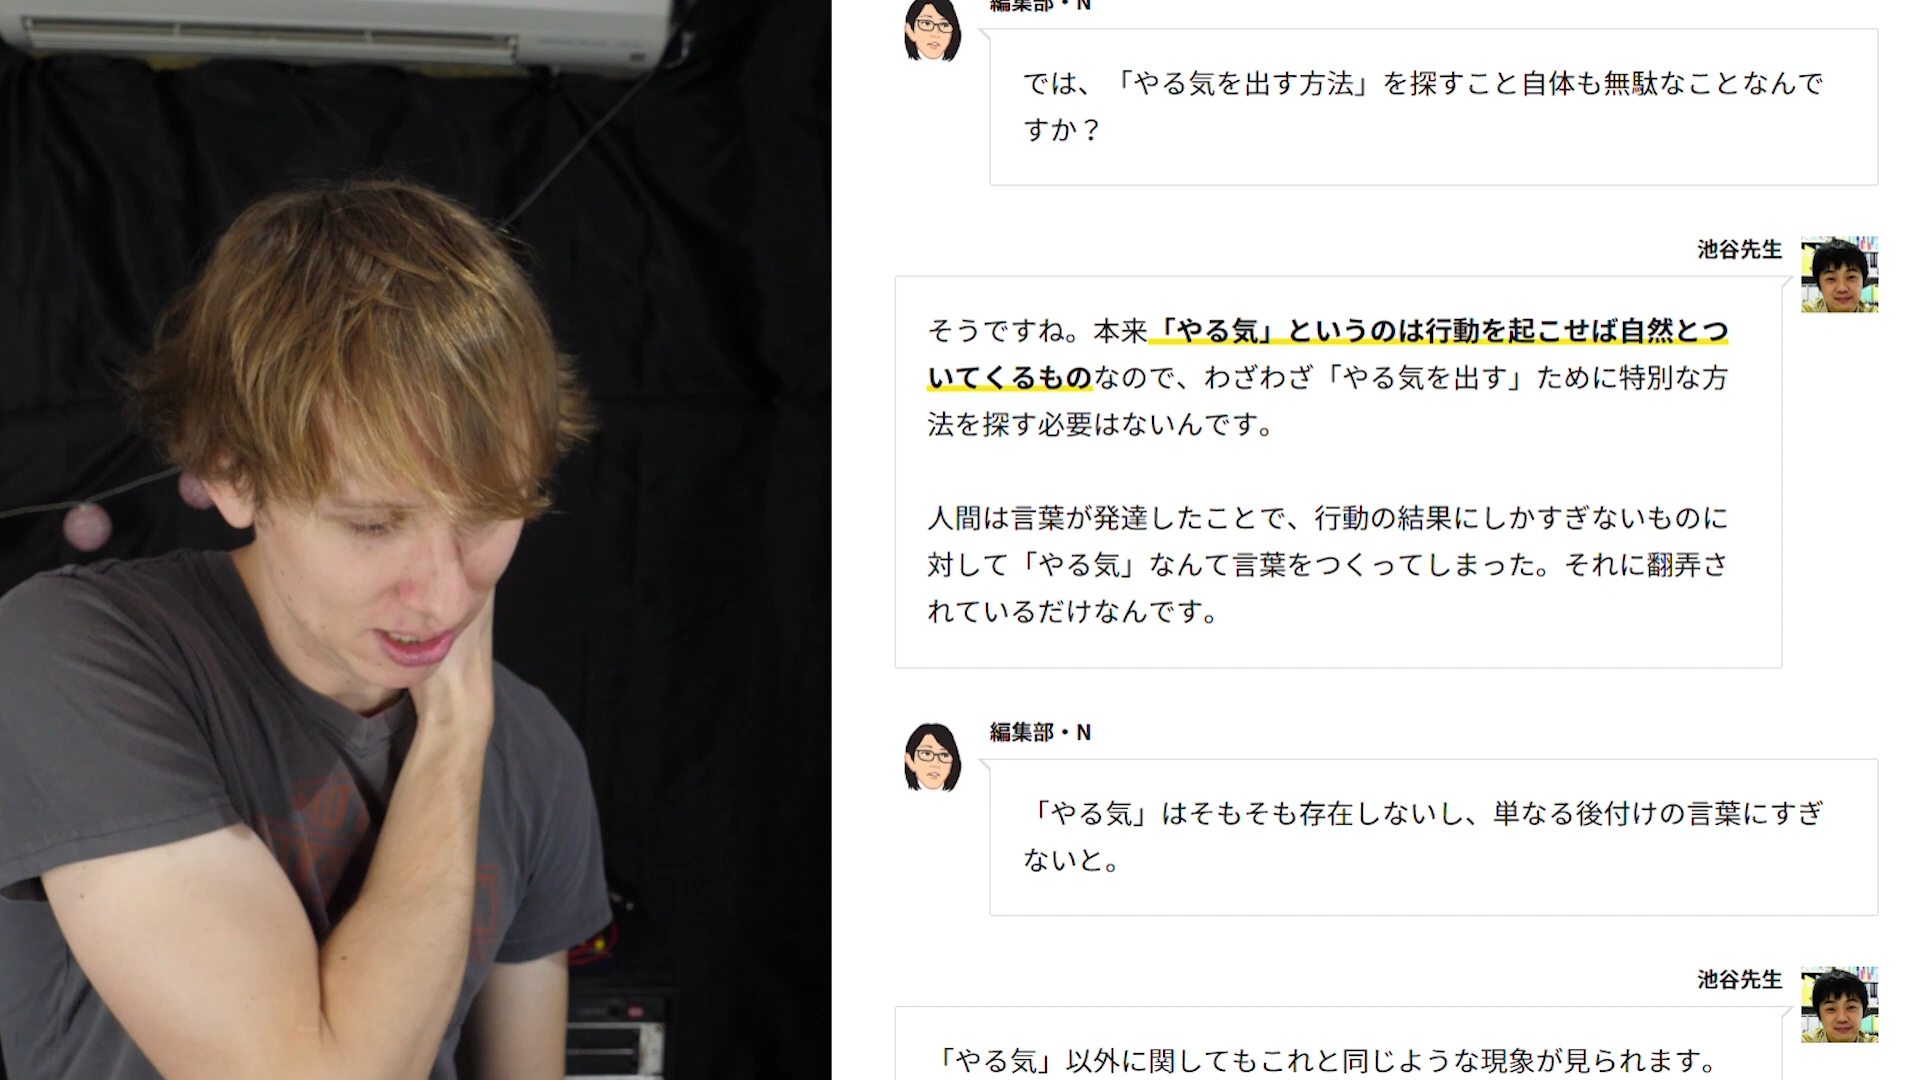 編集部・N
では、「やる気を出す方法」を探すこと自体も無駄なことなんで
すか？
池谷先生
そうですね。本来「やる気」というのは行動を起こせば自然とつ
いてくるものなので、わざわざ「やる気を出す」ために特別な方
法を探す必要はないんです。
人間は言葉が発達したことで、行動の結果にしかすぎないものに
対して「やる気」なんて言葉をつくってしまった。それに翻弄さ
れているだけなんです。
編集部・N
「やる気」はそもそも存在しないし、単なる後付けの言葉にすぎ
ないと。
池谷先生
「やる気」以外に関してもこれと同じような現象が見られます。